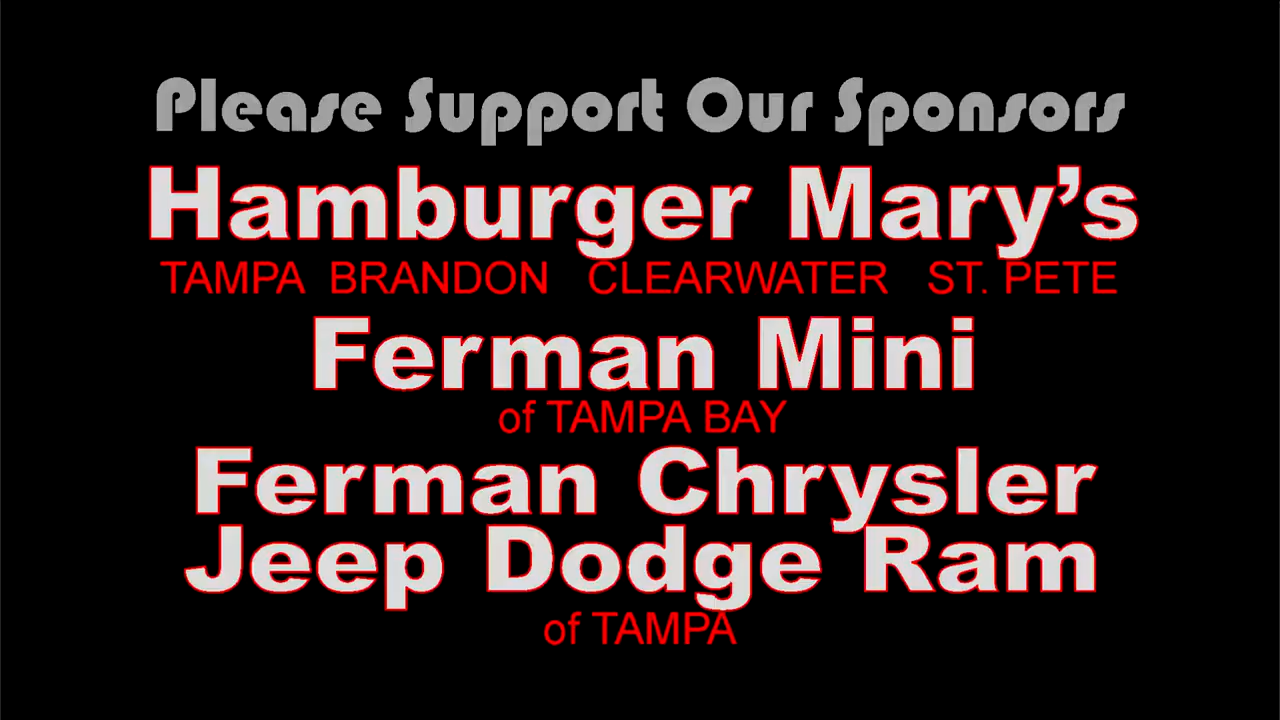 Please Support Our Sponsors
Hamburger Mary’s
TAMPA BRANDON CLEARWATER ST. PETE
Ferman Mini
of TAMPA BAY
Ferman Chrysler
Jeep Dodge Ram
of TAMPA